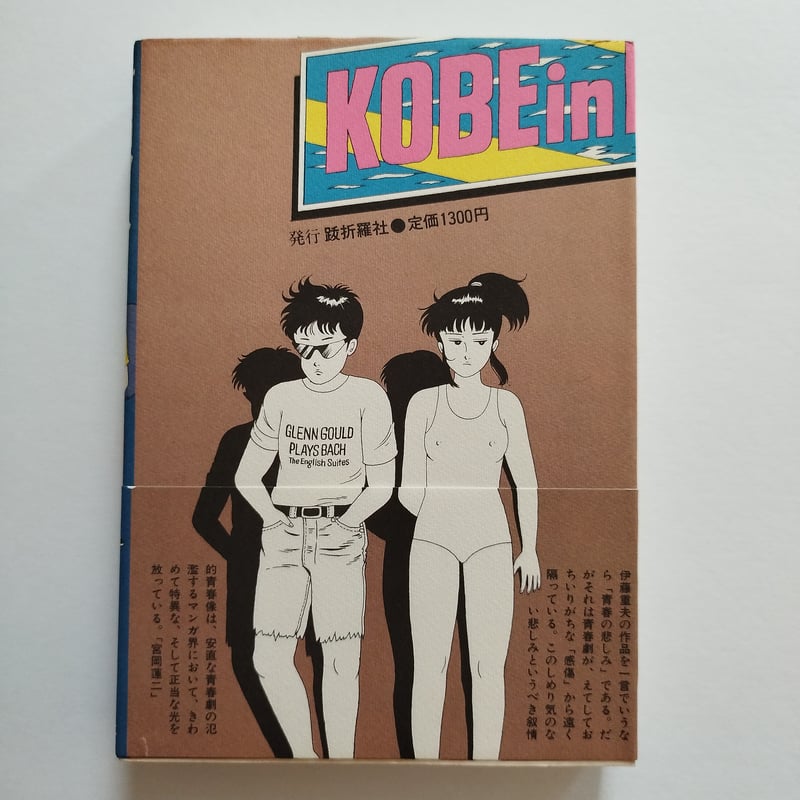 KOBE in
発行 跋折羅社●定価1300円
GLENN GOULD
PLAYS BACH
The English Suites
伊藤重夫の作品を一言でいうな
ら「青春の悲しみ」である。だ
がそれは青春劇が、えてしてお
ちいりがちな「感傷」から遠く
隔っている。このしめり気のな
い悲しみというべき叙情
的青春像は、安直な青春劇の氾
濫するマンガ界において、きわ
めて特異な、そして正当な光を
放っている。「宮岡蓮二」